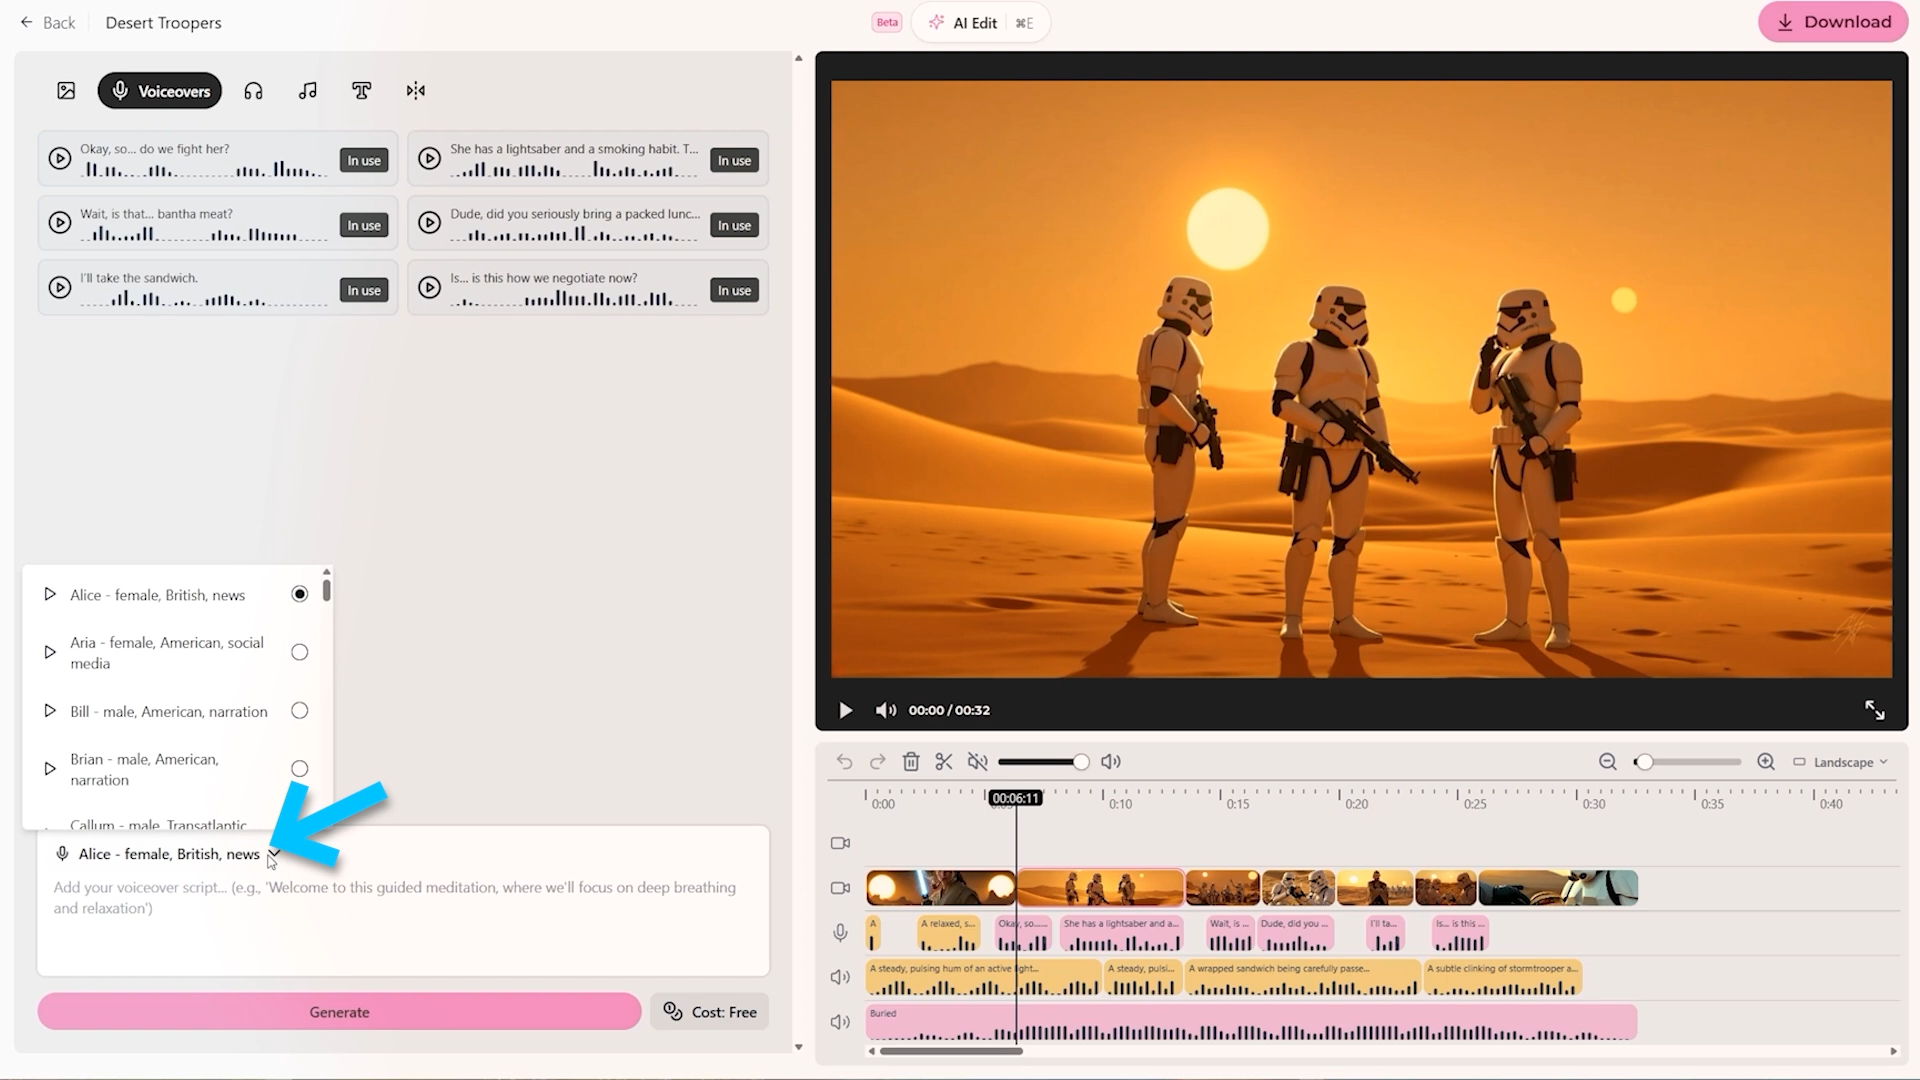 Back
Desert Troopers
Beta
AI Edit
⌘E
Download
Voiceovers
Okay, so... do we fight her?
In use
She has a lightsaber and a smoking habit. T...
In use
Wait, is that... bantha meat?
In use
Dude, did you seriously bring a packed lunc...
In use
I'll take the sandwich.
In use
Is... is this how we negotiate now?
In use
Alice - female, British, news
Aria - female, American, social
media
Bill - male, American, narration
Brian - male, American,
narration
Callum - male, Transatlantic
Alice - female, British, news
Add your voiceover script... (e.g., 'Welcome to this guided meditation, where we'll focus on deep breathing
and relaxation')
Generate
Cost: Free
00:00 / 00:32
Landscape
00:06:11
0:00
0:10
0:15
0:20
0:25
0:30
0:35
0:40
A
A relaxed, s...
Okay, so......
She has a lightsaber and a...
Wait, is ...
Dude, did you ...
I'll ta...
Is... is this ...
A steady, pulsing hum of an active light...
A steady, pulsi...
A wrapped sandwich being carefully passe...
A subtle clinking of stormtrooper a...
Buried